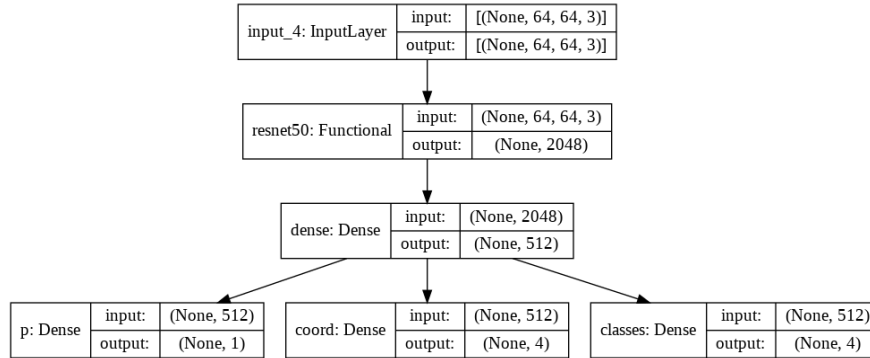 input_4: InputLayer
input: [(None, 64, 64, 3)]
output: [(None, 64, 64, 3)]
resnet50: Functional
input: (None, 64, 64, 3)
output: (None, 2048)
dense: Dense
input: (None, 2048)
output: (None, 512)
p: Dense
input: (None, 512)
output: (None, 1)
coord: Dense
input: (None, 512)
output: (None, 4)
classes: Dense
input: (None, 512)
output: (None, 4)